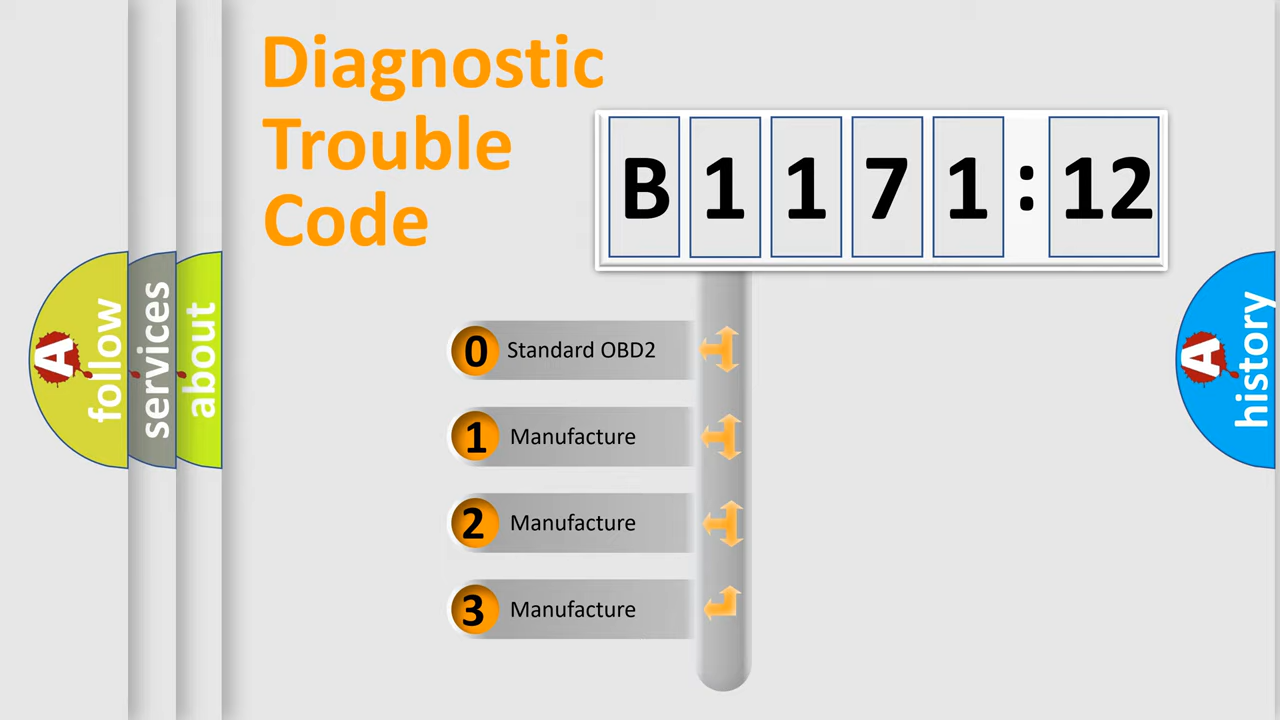 Diagnostic
Trouble
Code
B 1 1 7 1 : 12
0 Standard OBD2
1 Manufacture
2 Manufacture
3 Manufacture
A follow
services
about
A history